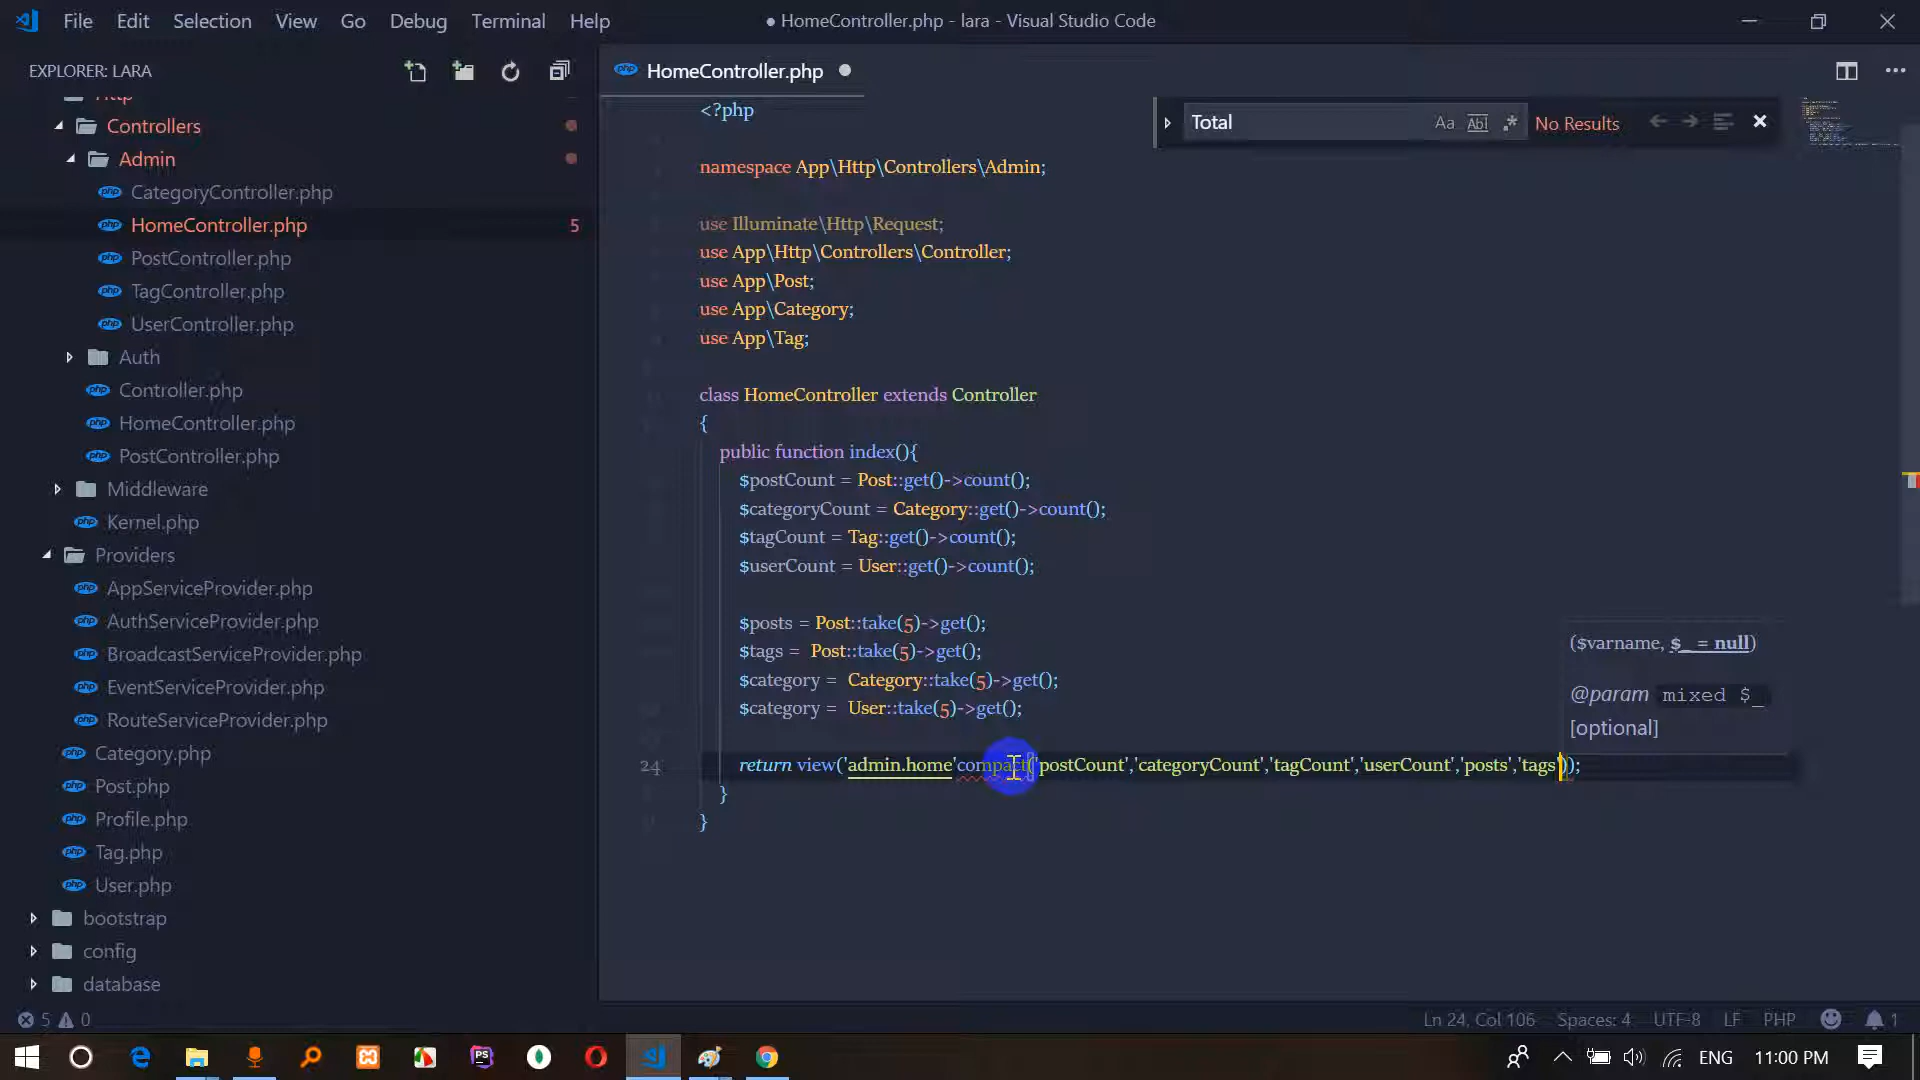 File Edit Selection View Go Debug Terminal Help
● HomeController.php - lara - Visual Studio Code
EXPLORER: LARA
Http
Controllers
Admin
CategoryController.php
HomeController.php 5
PostController.php
TagController.php
UserController.php
Auth
Controller.php
HomeController.php
PostController.php
Middleware
Kernel.php
Providers
AppServiceProvider.php
AuthServiceProvider.php
BroadcastServiceProvider.php
EventServiceProvider.php
RouteServiceProvider.php
Category.php
Post.php
Profile.php
Tag.php
User.php
bootstrap
config
database
HomeController.php
Total Aa Abl .* No Results
<?php
namespace App\Http\Controllers\Admin;
use Illuminate\Http\Request;
use App\Http\Controllers\Controller;
use App\Post;
use App\Category;
use App\Tag;
class HomeController extends Controller
{
public function index(){
$postCount = Post::get()->count();
$categoryCount = Category::get()->count();
$tagCount = Tag::get()->count();
$userCount = User::get()->count();
$posts = Post::take(5)->get();
$tags =  Post::take(5)->get();
$category =  Category::take(5)->get();
$category =  User::take(5)->get();
24 return view('admin.home'compact('postCount','categoryCount','tagCount','userCount','posts','tags'));
}
}
($varname, $_ = null)
@param mixed $_
[optional]
5 0 Ln 24, Col 106 Spaces: 4 UTF-8 LF PHP 1
PS ENG 11:00 PM